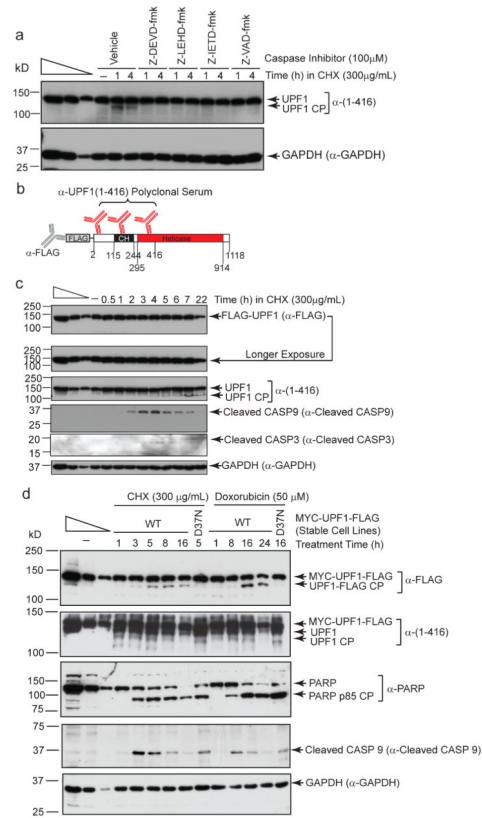 a
Vehicle
Z-DEVD-fmk
Z-LEHD-fmk
Z-IETD-fmk
Z-VAD-fmk
Caspase Inhibitor (100µM)
kD
– 1 4 1 4 1 4 1 4 1 4 Time (h) in CHX (300µg/mL)
150
100
UPF1
UPF1 CP
α-(1-416)
37
25
GAPDH (α-GAPDH)
b
α-UPF1(1-416) Polyclonal Serum
FLAG
CH
Helicase
α-FLAG
2 115 244 416 1118
295 914
c
– 0.5 1 2 3 4 5 6 7 22 Time (h) in CHX (300µg/mL)
250
150
100
FLAG-UPF1 (α-FLAG)
250
150
100
Longer Exposure
250
150
100
UPF1
UPF1 CP
α-(1-416)
37
25
Cleaved CASP9 (α-Cleaved CASP9)
20
15
Cleaved CASP3 (α-Cleaved CASP3)
37
GAPDH (α-GAPDH)
d
CHX (300 µg/mL) Doxorubicin (50 µM)
WT D37N WT D37N
MYC-UPF1-FLAG
(Stable Cell Lines)
kD
– 1 3 5 8 16 5 1 8 16 24 16 Treatment Time (h)
250
150
100
MYC-UPF1-FLAG
UPF1-FLAG CP
α-FLAG
150
100
MYC-UPF1-FLAG
UPF1
UPF1 CP
α-(1-416)
150
100
75
PARP
PARP p85 CP
α-PARP
75
50
37
25
Cleaved CASP 9 (α-Cleaved CASP 9)
37
25
GAPDH (α-GAPDH)